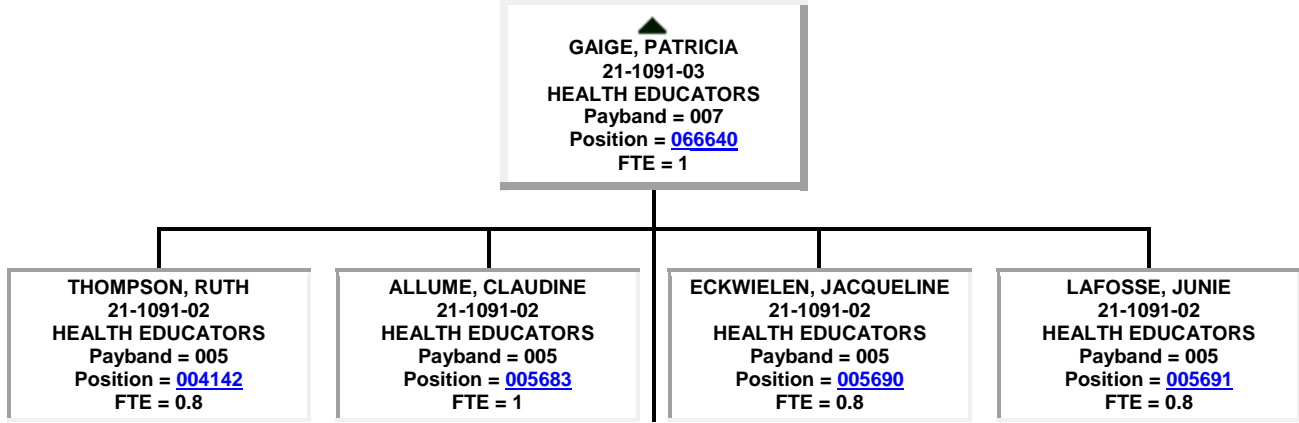 GAIGE, PATRICIA
21-1091-03
HEALTH EDUCATORS
Payband = 007
Position = 066640
FTE = 1
THOMPSON, RUTH
21-1091-02
HEALTH EDUCATORS
Payband = 005
Position = 004142
FTE = 0.8
ALLUME, CLAUDINE
21-1091-02
HEALTH EDUCATORS
Payband = 005
Position = 005683
FTE = 1
ECKWIELEN, JACQUELINE
21-1091-02
HEALTH EDUCATORS
Payband = 005
Position = 005690
FTE = 0.8
LAFOSSE, JUNIE
21-1091-02
HEALTH EDUCATORS
Payband = 005
Position = 005691
FTE = 0.8